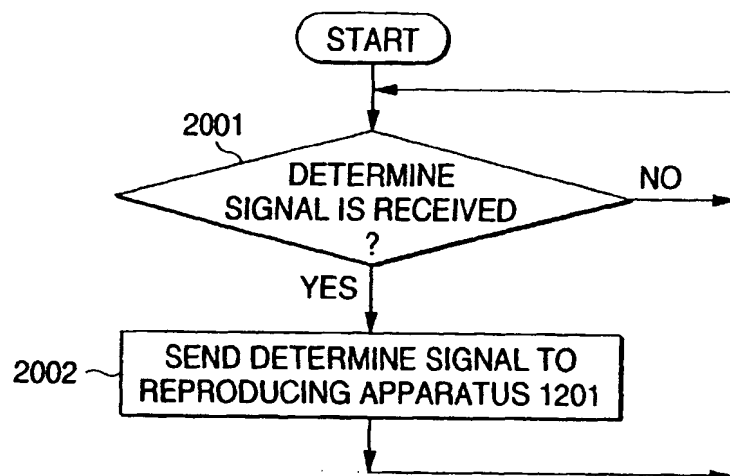 START
2001
DETERMINE
SIGNAL IS RECEIVED
?
NO
YES
2002
SEND DETERMINE SIGNAL TO
REPRODUCING APPARATUS 1201